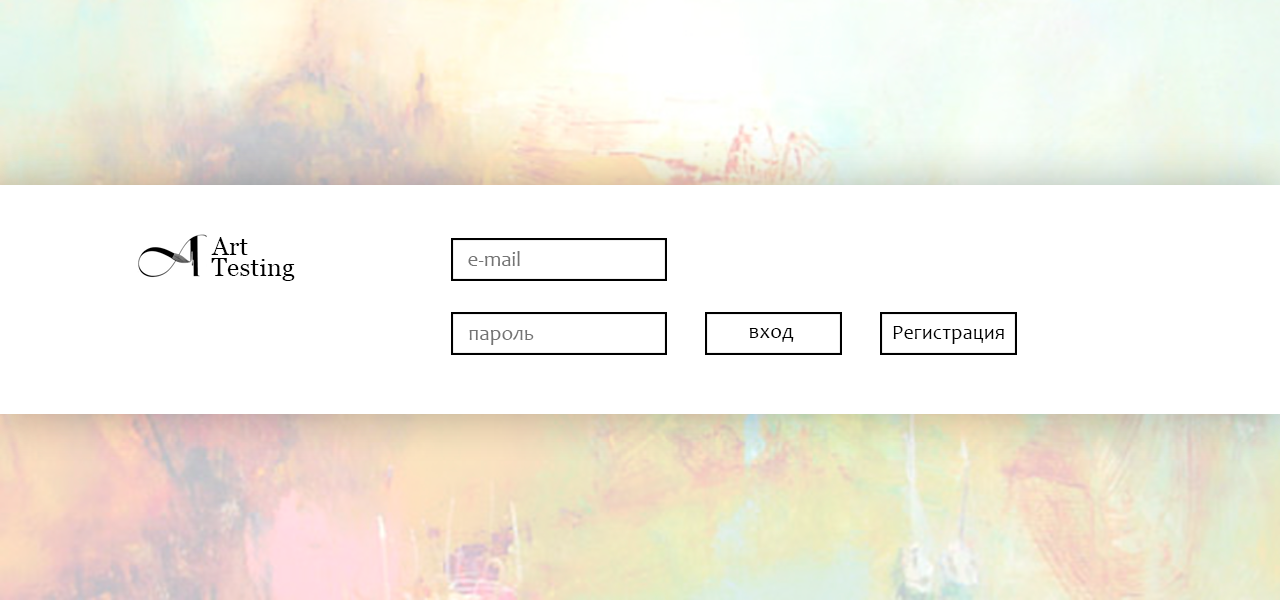 Art
Testing
e-mail
пароль
вход
Регистрация